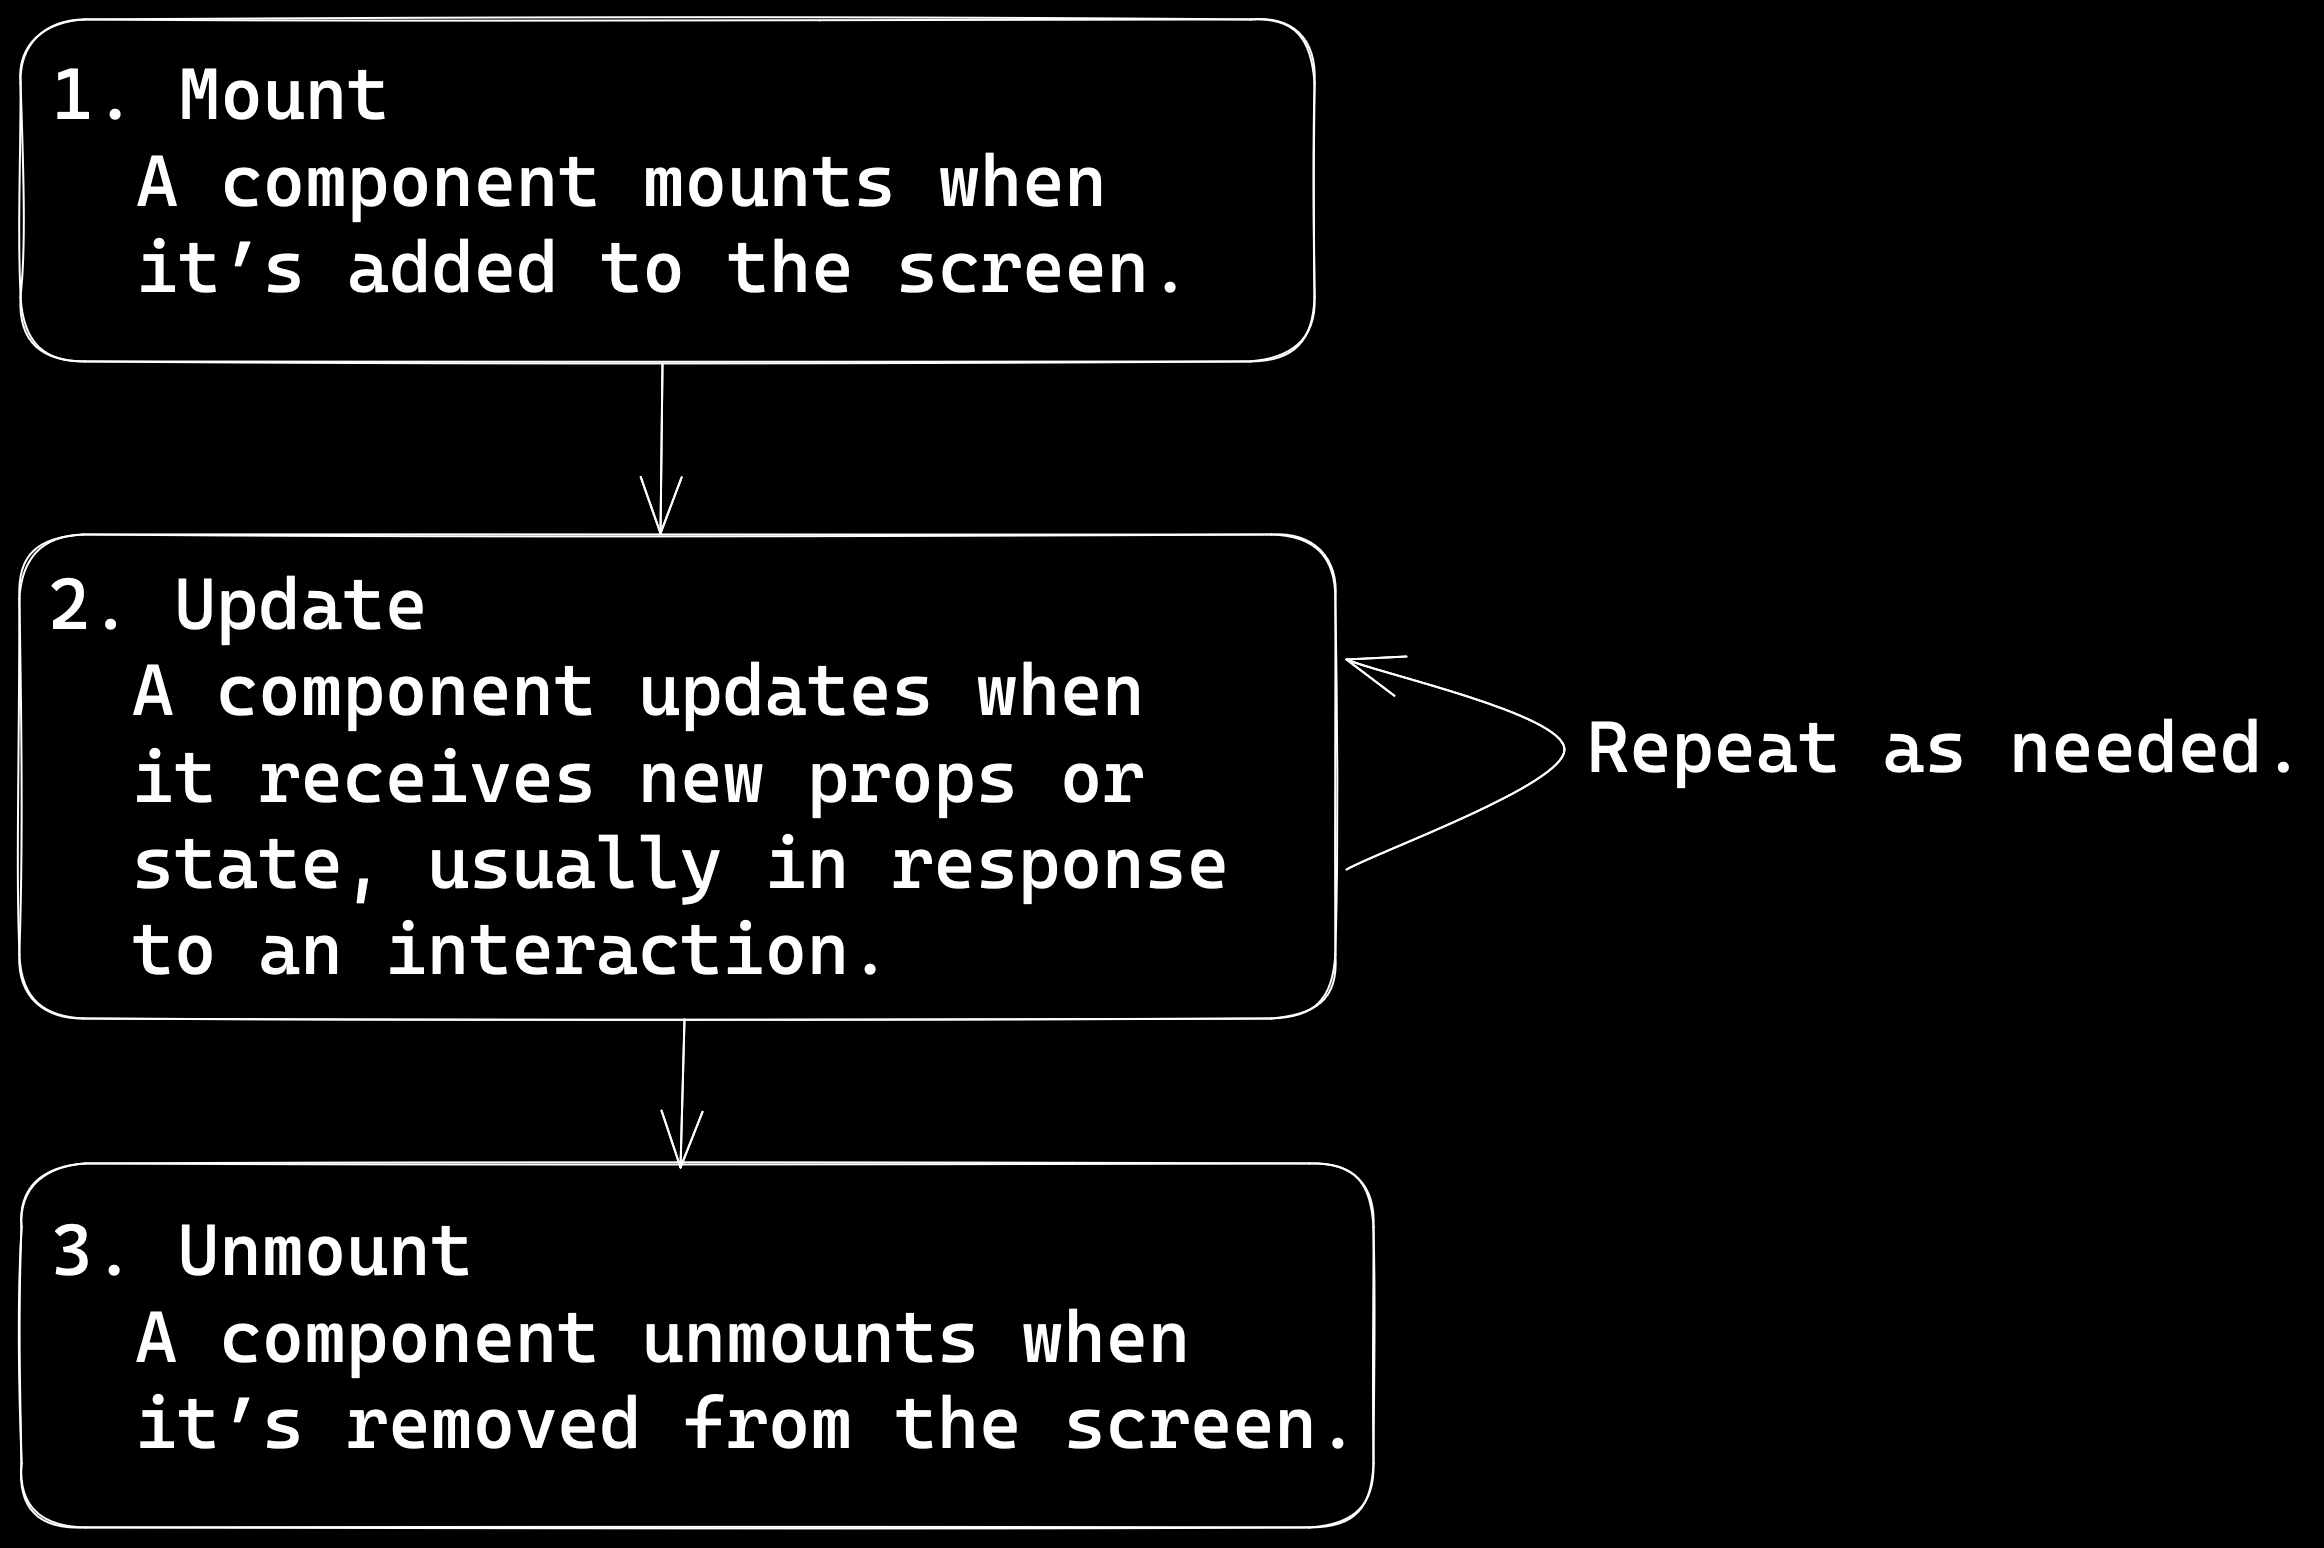 1. Mount
A component mounts when
it’s added to the screen.
2. Update
A component updates when
it receives new props or
state, usually in response
to an interaction.
Repeat as needed.
3. Unmount
A component unmounts when
it’s removed from the screen.